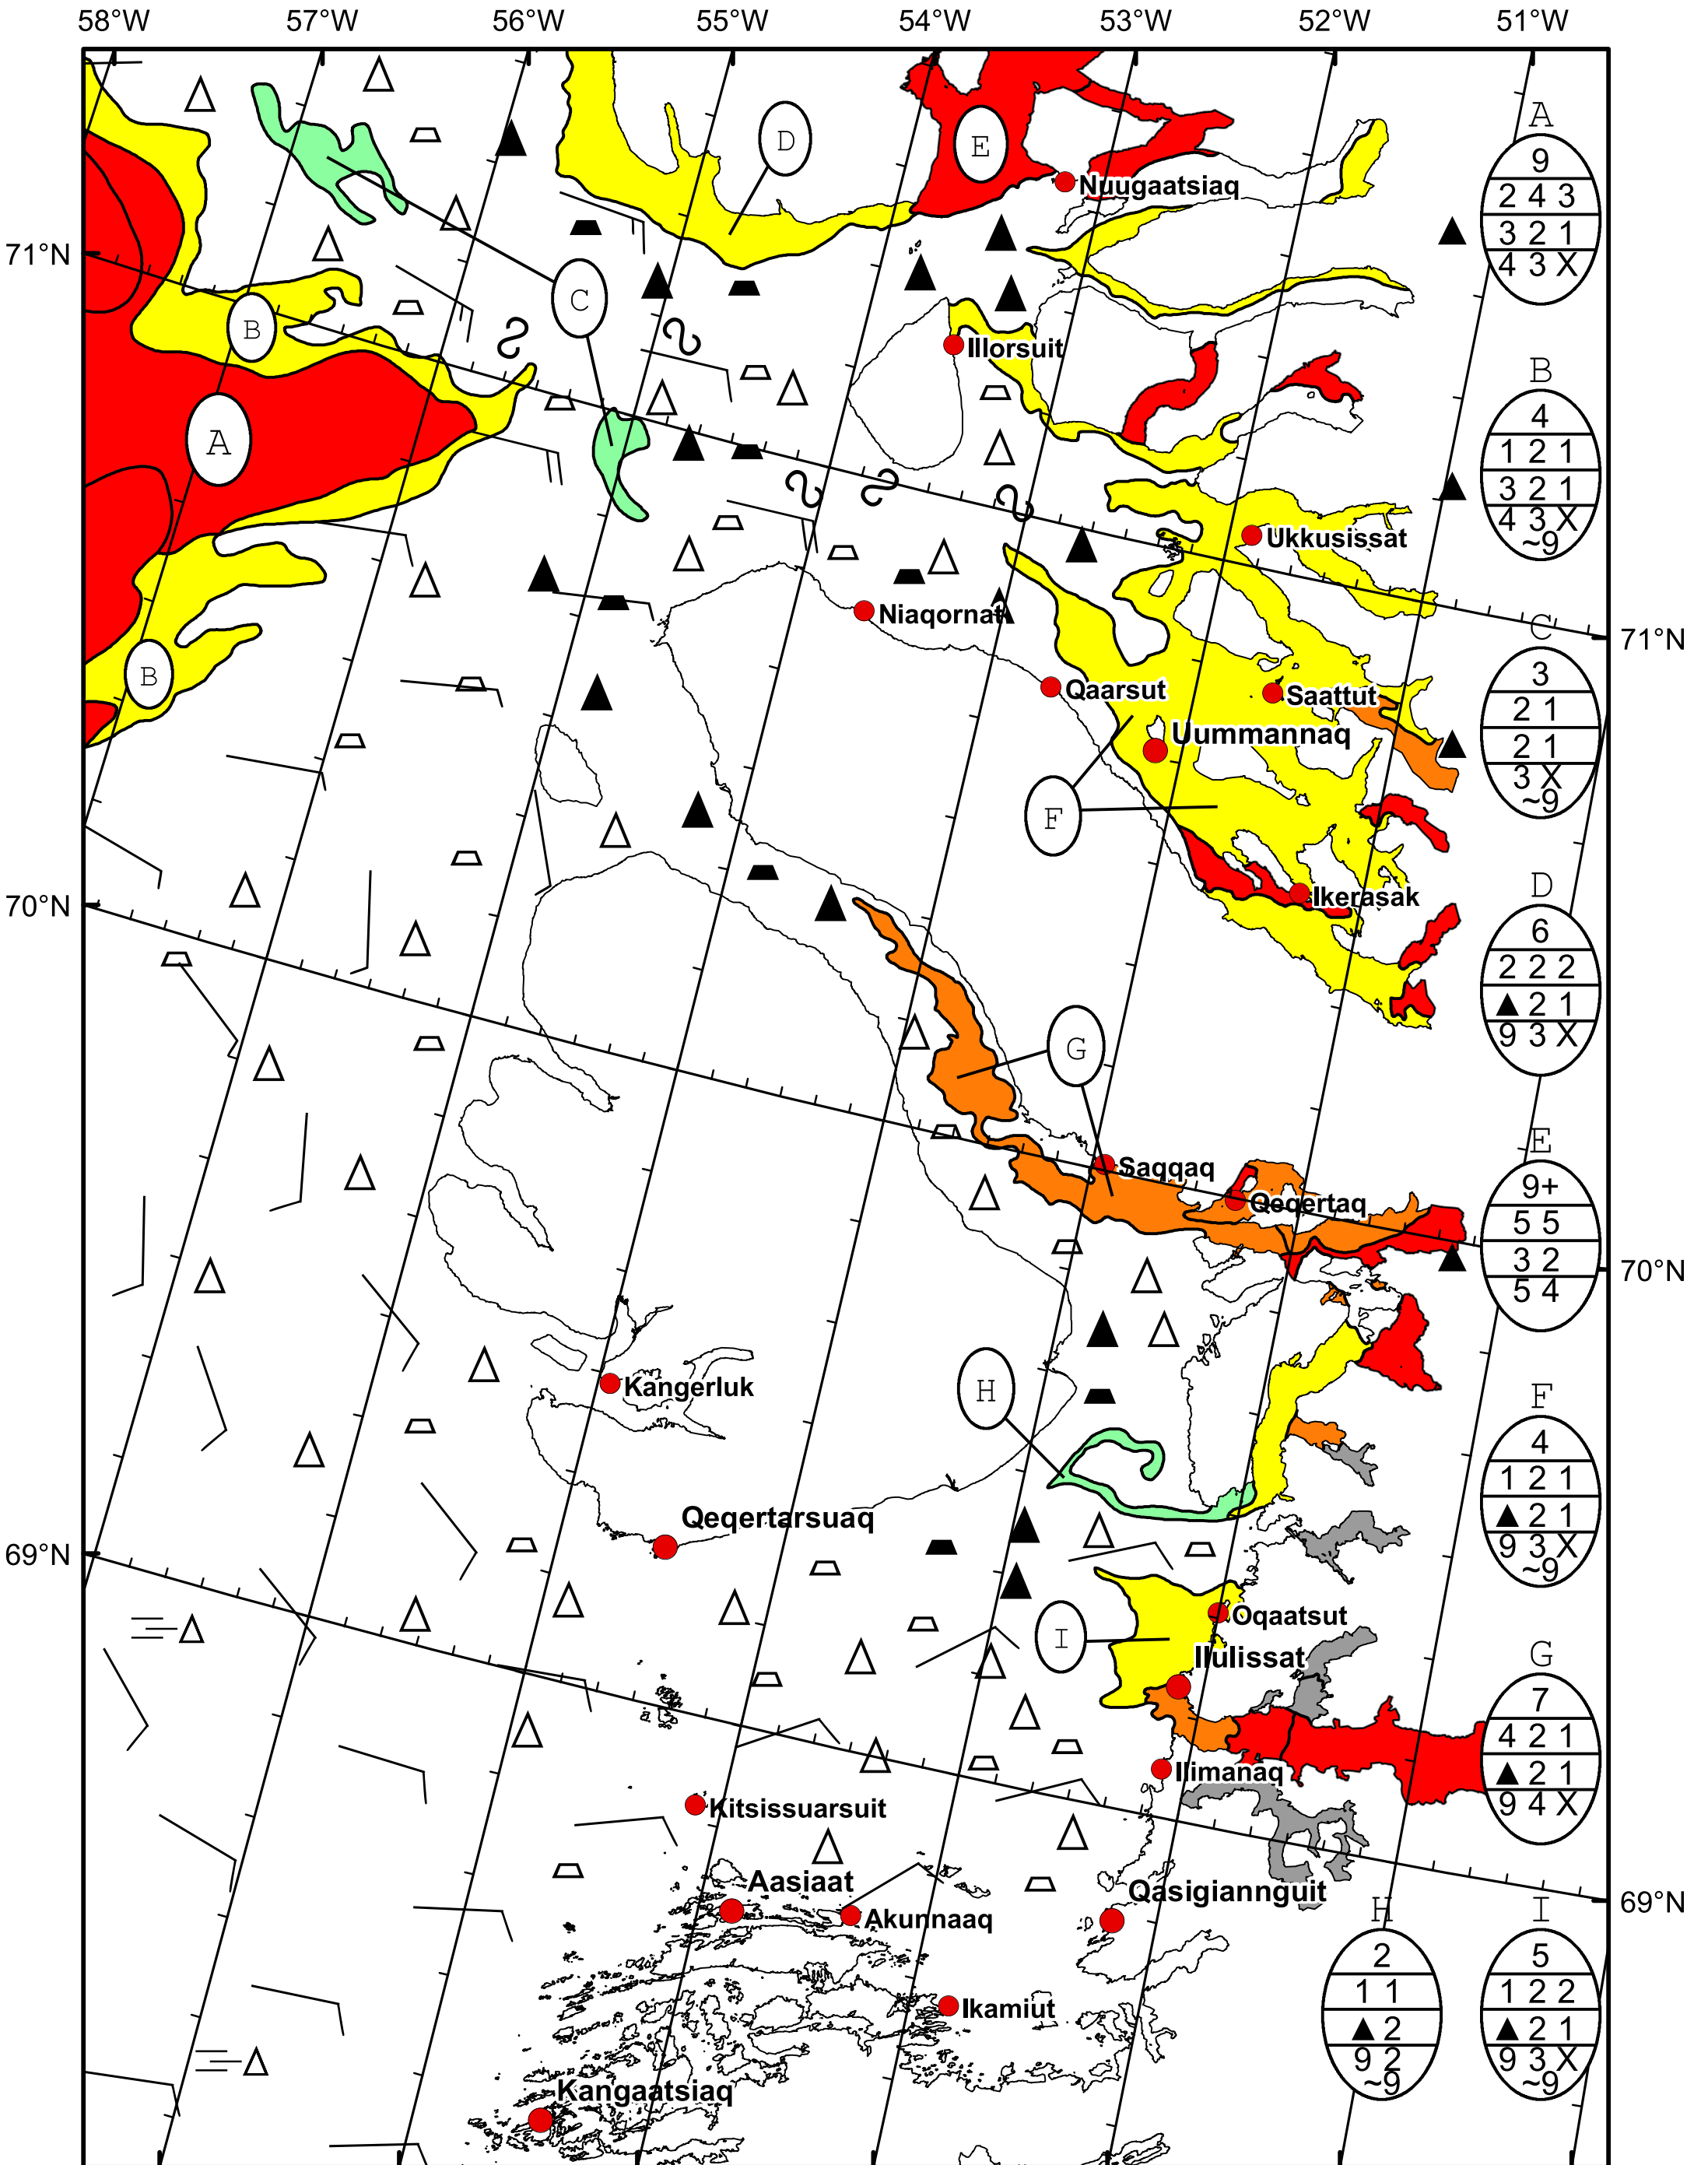 58°W 57°W 56°W 55°W 54°W 53°W 52°W 51°W
A
9
2 4 3
3 2 1
4 3 X
D
E
Nuugaatsiaq
71°N
C
B
Illorsuit
B
4
1 2 1
3 2 1
4 3 X
~9
A
Ukkusissat
Niaqornat
C
71°N
3
2 1
2 1
3 X
~9
B
Qaarsut
Saattut
Uummannaq
F
D
6
2 2 2
▲ 2 1
9 3 X
Ikerasak
70°N
G
E
9+
5 5
3 2
5 4
Saqqaq
Qeqertaq
70°N
H
Kangerluk
F
4
1 2 1
▲ 2 1
9 3 X
~9
Qeqertarsuaq
69°N
I
Oqaatsut
Ilulissat
G
7
4 2 1
▲ 2 1
9 4 X
Ilimanaq
Kitsissuarsuit
Aasiaat
Akunnaaq
Qasigiannguit
69°N
H
2
1 1
▲ 2
9 2
~9
I
5
1 2 2
▲ 2 1
9 3 X
~9
Ikamiut
Kangaatsiaq